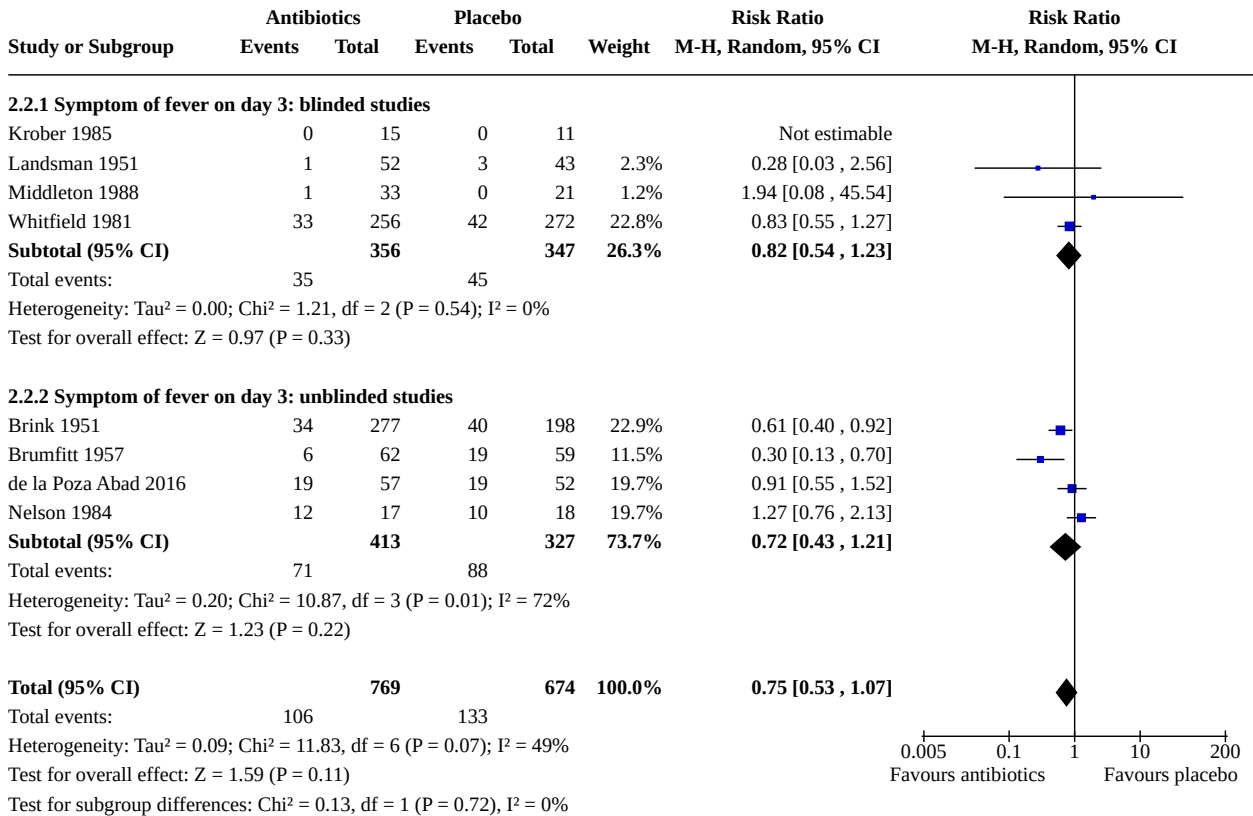 Antibiotics Placebo Risk Ratio Risk Ratio
Study or Subgroup Events Total Events Total Weight M-H, Random, 95% CI M-H, Random, 95% CI
2.2.1 Symptom of fever on day 3: blinded studies
Krober 1985 0 15 0 11 Not estimable
Landsman 1951 1 52 3 43 2.3% 0.28 [0.03 , 2.56]
Middleton 1988 1 33 0 21 1.2% 1.94 [0.08 , 45.54]
Whitfield 1981 33 256 42 272 22.8% 0.83 [0.55 , 1.27]
Subtotal (95% CI) 356 347 26.3% 0.82 [0.54 , 1.23]
Total events: 35 45
Heterogeneity: Tau² = 0.00; Chi² = 1.21, df = 2 (P = 0.54); I² = 0%
Test for overall effect: Z = 0.97 (P = 0.33)
2.2.2 Symptom of fever on day 3: unblinded studies
Brink 1951 34 277 40 198 22.9% 0.61 [0.40 , 0.92]
Brumfitt 1957 6 62 19 59 11.5% 0.30 [0.13 , 0.70]
de la Poza Abad 2016 19 57 19 52 19.7% 0.91 [0.55 , 1.52]
Nelson 1984 12 17 10 18 19.7% 1.27 [0.76 , 2.13]
Subtotal (95% CI) 413 327 73.7% 0.72 [0.43 , 1.21]
Total events: 71 88
Heterogeneity: Tau² = 0.20; Chi² = 10.87, df = 3 (P = 0.01); I² = 72%
Test for overall effect: Z = 1.23 (P = 0.22)
Total (95% CI) 769 674 100.0% 0.75 [0.53 , 1.07]
Total events: 106 133
Heterogeneity: Tau² = 0.09; Chi² = 11.83, df = 6 (P = 0.07); I² = 49%
0.005 0.1 1 10 200
Test for overall effect: Z = 1.59 (P = 0.11)
Favours antibiotics Favours placebo
Test for subgroup differences: Chi² = 0.13, df = 1 (P = 0.72), I² = 0%